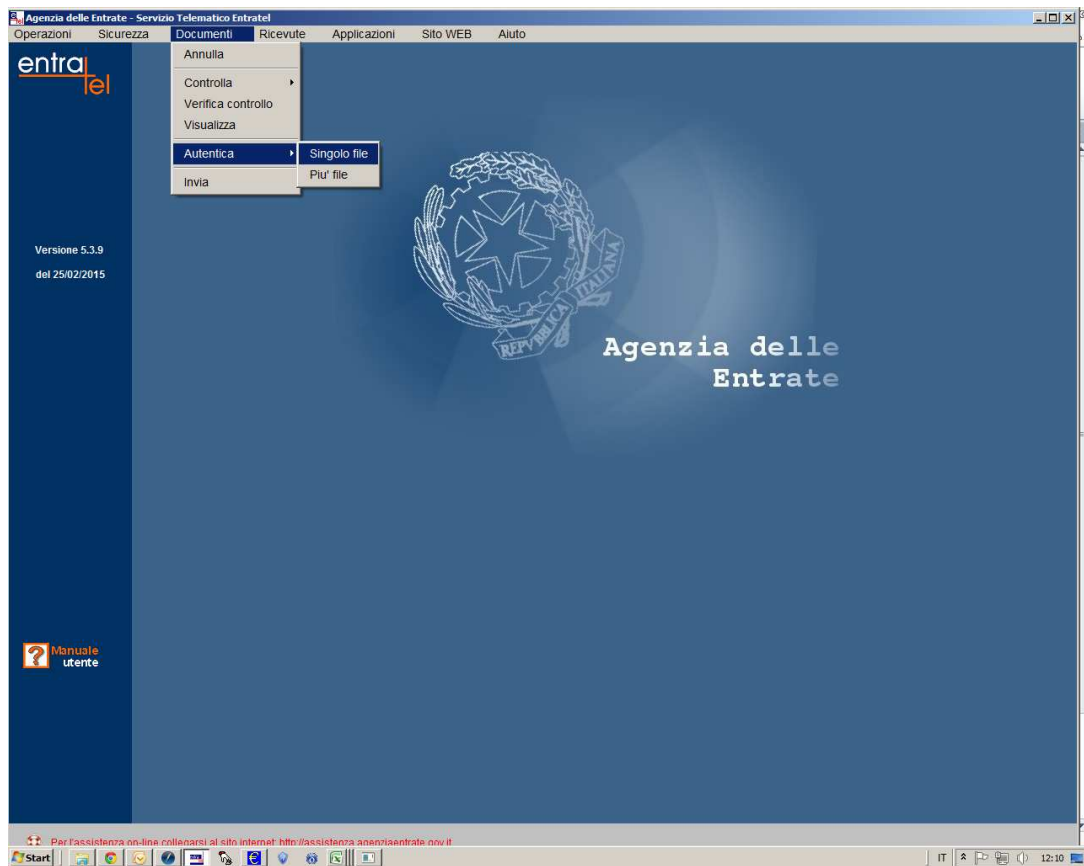 Agenzia delle Entrate - Servizio Telematico Entratel
Operazioni Sicurezza Documenti Ricevute Applicazioni Sito WEB Aiuto
entra
tel
Annulla
Controlla
Verifica controllo
Visualizza
Autentica
Singolo file
Piu' file
Invia
Versione 5.3.9
del 25/02/2015
REPVBBLICA ITALIANA
Agenzia delle
Entrate
Manuale
utente
Per l'assistenza on-line collegarsi al sito internet: http://assistenza.agenziaentrate.gov.it
Start
IT
12:10